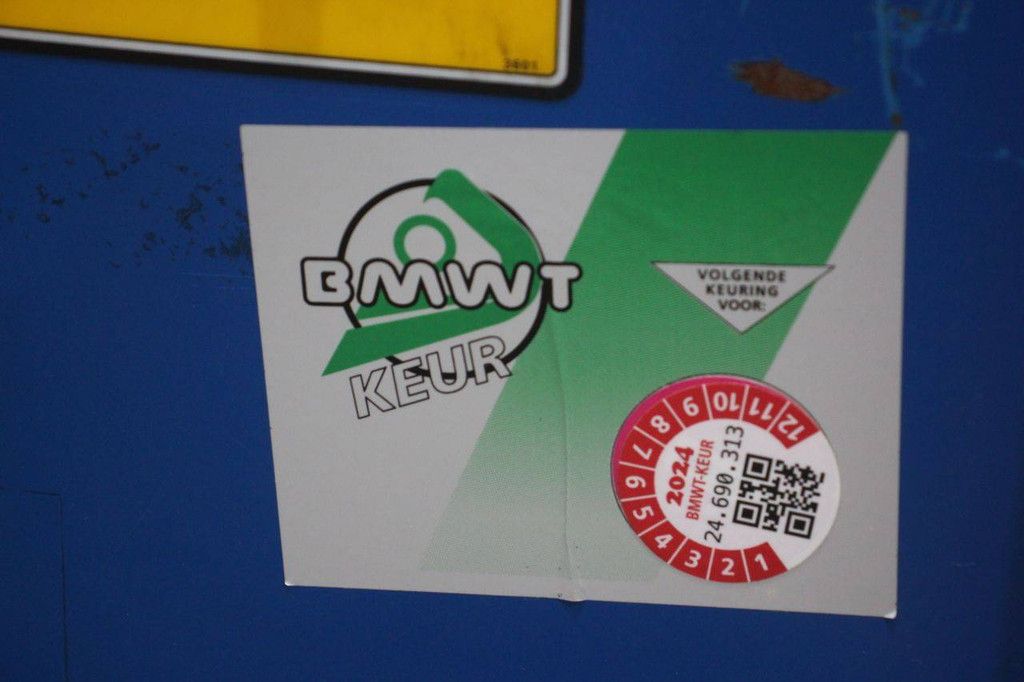 BMWT
KEUR
VOLGENDE
KEURING
VOOR:
1 2 3 4 5 6 7 8 9 10 11 12
2024
BMWT-KEUR
24.690.313